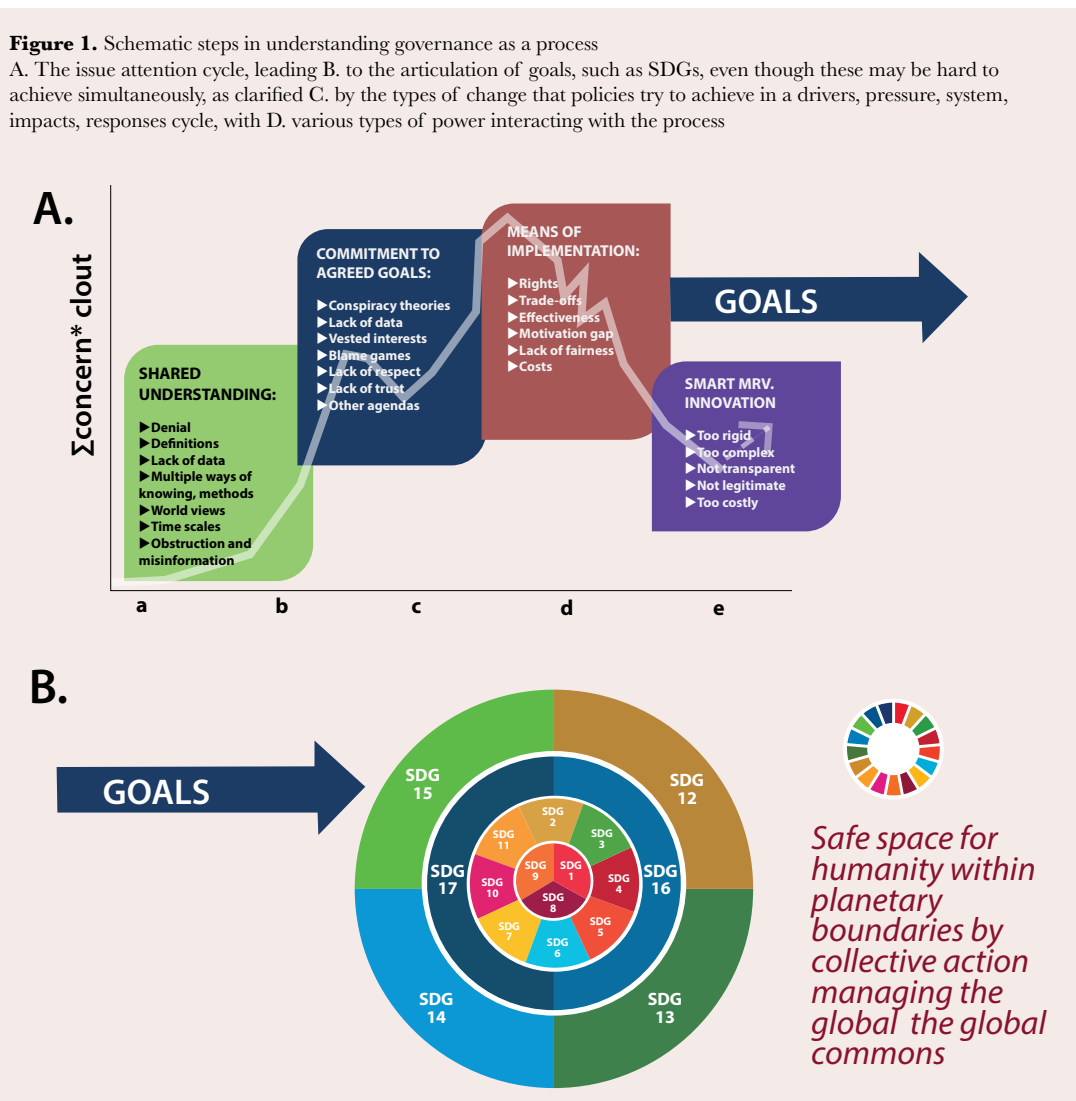 Figure 1. Schematic steps in understanding governance as a process
A. The issue attention cycle, leading B. to the articulation of goals, such as SDGs, even though these may be hard to
achieve simultaneously, as clarified C. by the types of change that policies try to achieve in a drivers, pressure, system,
impacts, responses cycle, with D. various types of power interacting with the process
A.
∑concern* clout
SHARED
UNDERSTANDING:
▶Denial
▶Definitions
▶Lack of data
▶Multiple ways of
knowing, methods
▶World views
▶Time scales
▶Obstruction and
misinformation
COMMITMENT TO
AGREED GOALS:
▶Conspiracy theories
▶Lack of data
▶Vested interests
▶Blame games
▶Lack of respect
▶Lack of trust
▶Other agendas
MEANS OF
IMPLEMENTATION:
▶Rights
▶Trade-offs
▶Effectiveness
▶Motivation gap
▶Lack of fairness
▶Costs
GOALS
SMART MRV.
INNOVATION
▶Too rigid
▶Too complex
▶Not transparent
▶Not legitimate
▶Too costly
a
b
c
d
e
B.
GOALS
SDG
15
SDG
12
SDG
17
SDG
16
SDG
14
SDG
13
SDG
2
SDG
3
SDG
11
SDG
4
SDG
10
SDG
5
SDG
7
SDG
6
SDG
9
SDG
1
SDG
8
Safe space for
humanity within
planetary
boundaries by
collective action
managing the
global the global
commons